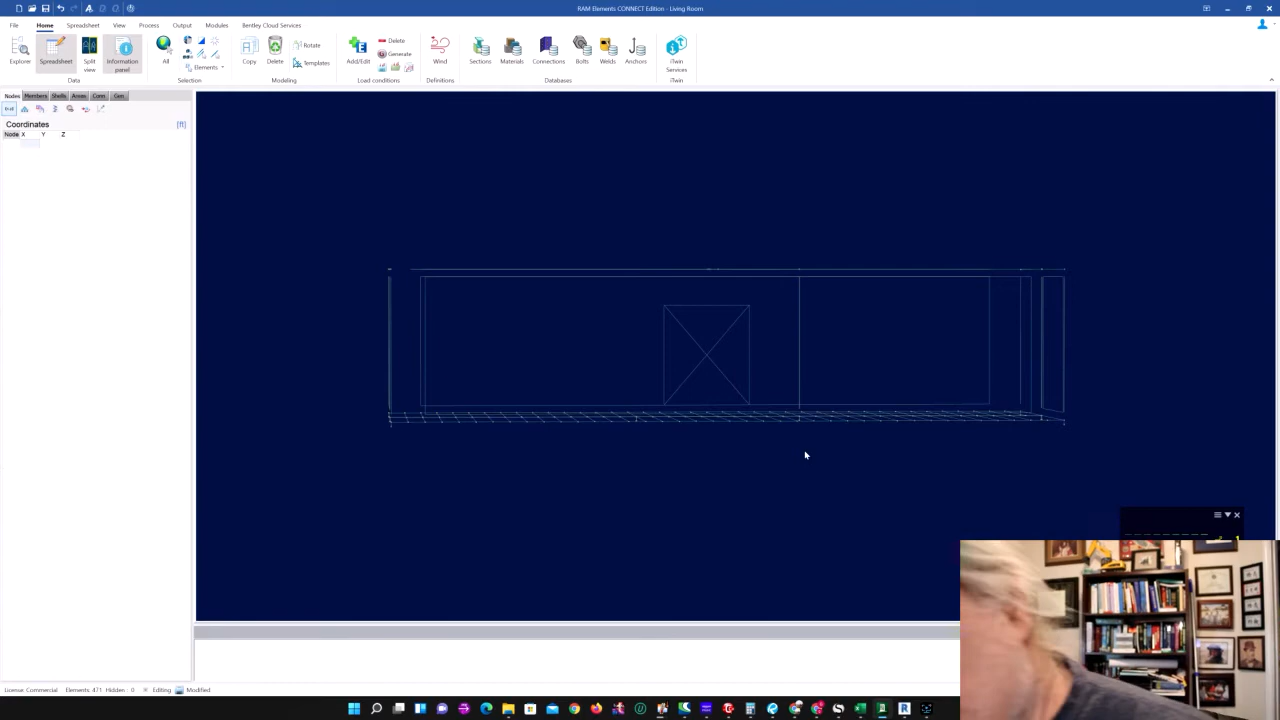 RAM Elements CONNECT Edition - Living Room
File Home Spreadsheet View Process Output Modules Bentley Cloud Services
Explorer Spreadsheet Split view Information panel
Data
All
Elements
Selection
Copy Delete Rotate Templates
Modeling
Add/Edit Delete Generate
Load conditions
Wind
Definitions
Sections Materials Connections Bolts Welds Anchors
Databases
iTwin Services
iTwin
Nodes Members Shells Areas Conn Gen.
Coordinates [ft]
Node X Y Z
License: Commercial Elements: 471 Hidden : 0 Editing Modified